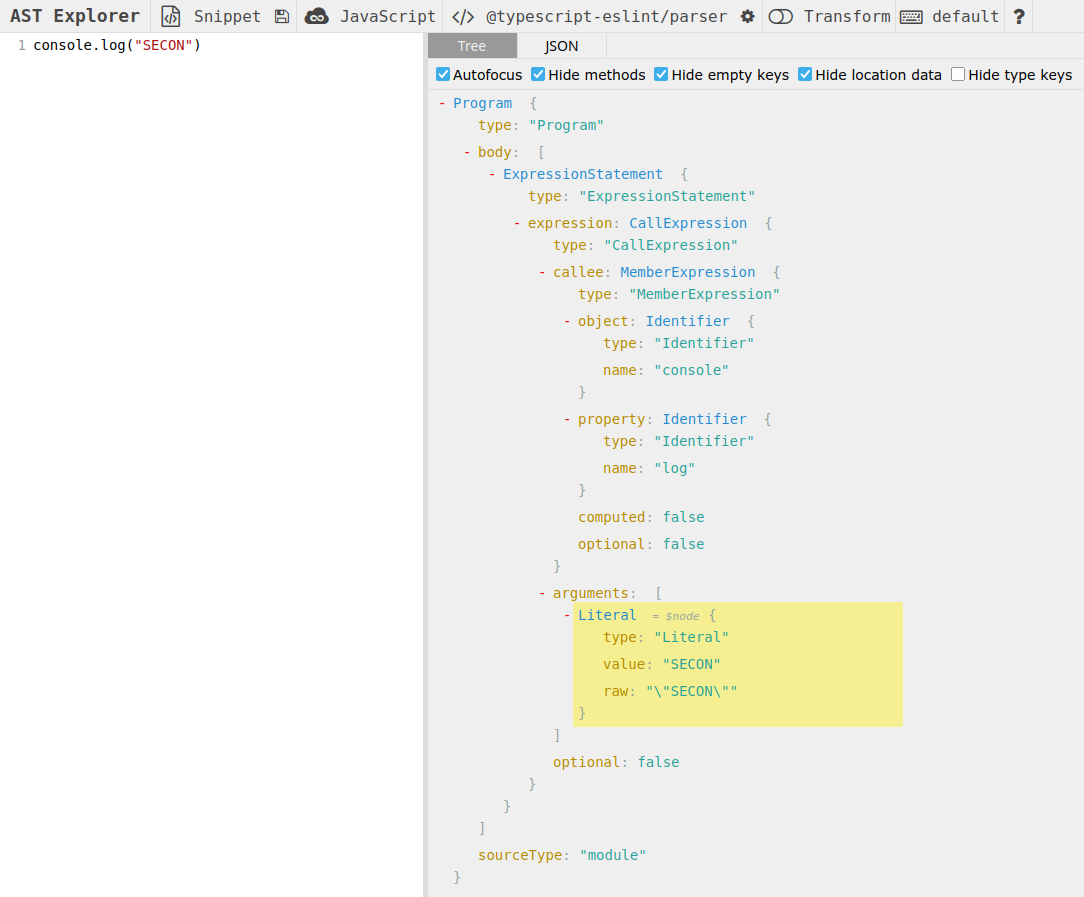 AST Explorer Snippet JavaScript </> @typescript-eslint/parser Transform default ?
1 console.log("SECON")
Tree JSON
Autofocus Hide methods Hide empty keys Hide location data Hide type keys
- Program {
type: "Program"
- body: [
- ExpressionStatement {
type: "ExpressionStatement"
- expression: CallExpression {
type: "CallExpression"
- callee: MemberExpression {
type: "MemberExpression"
- object: Identifier {
type: "Identifier"
name: "console"
}
- property: Identifier {
type: "Identifier"
name: "log"
}
computed: false
optional: false
}
- arguments: [
- Literal = $node {
type: "Literal"
value: "SECON"
raw: "\"SECON\""
}
]
optional: false
}
}
]
sourceType: "module"
}